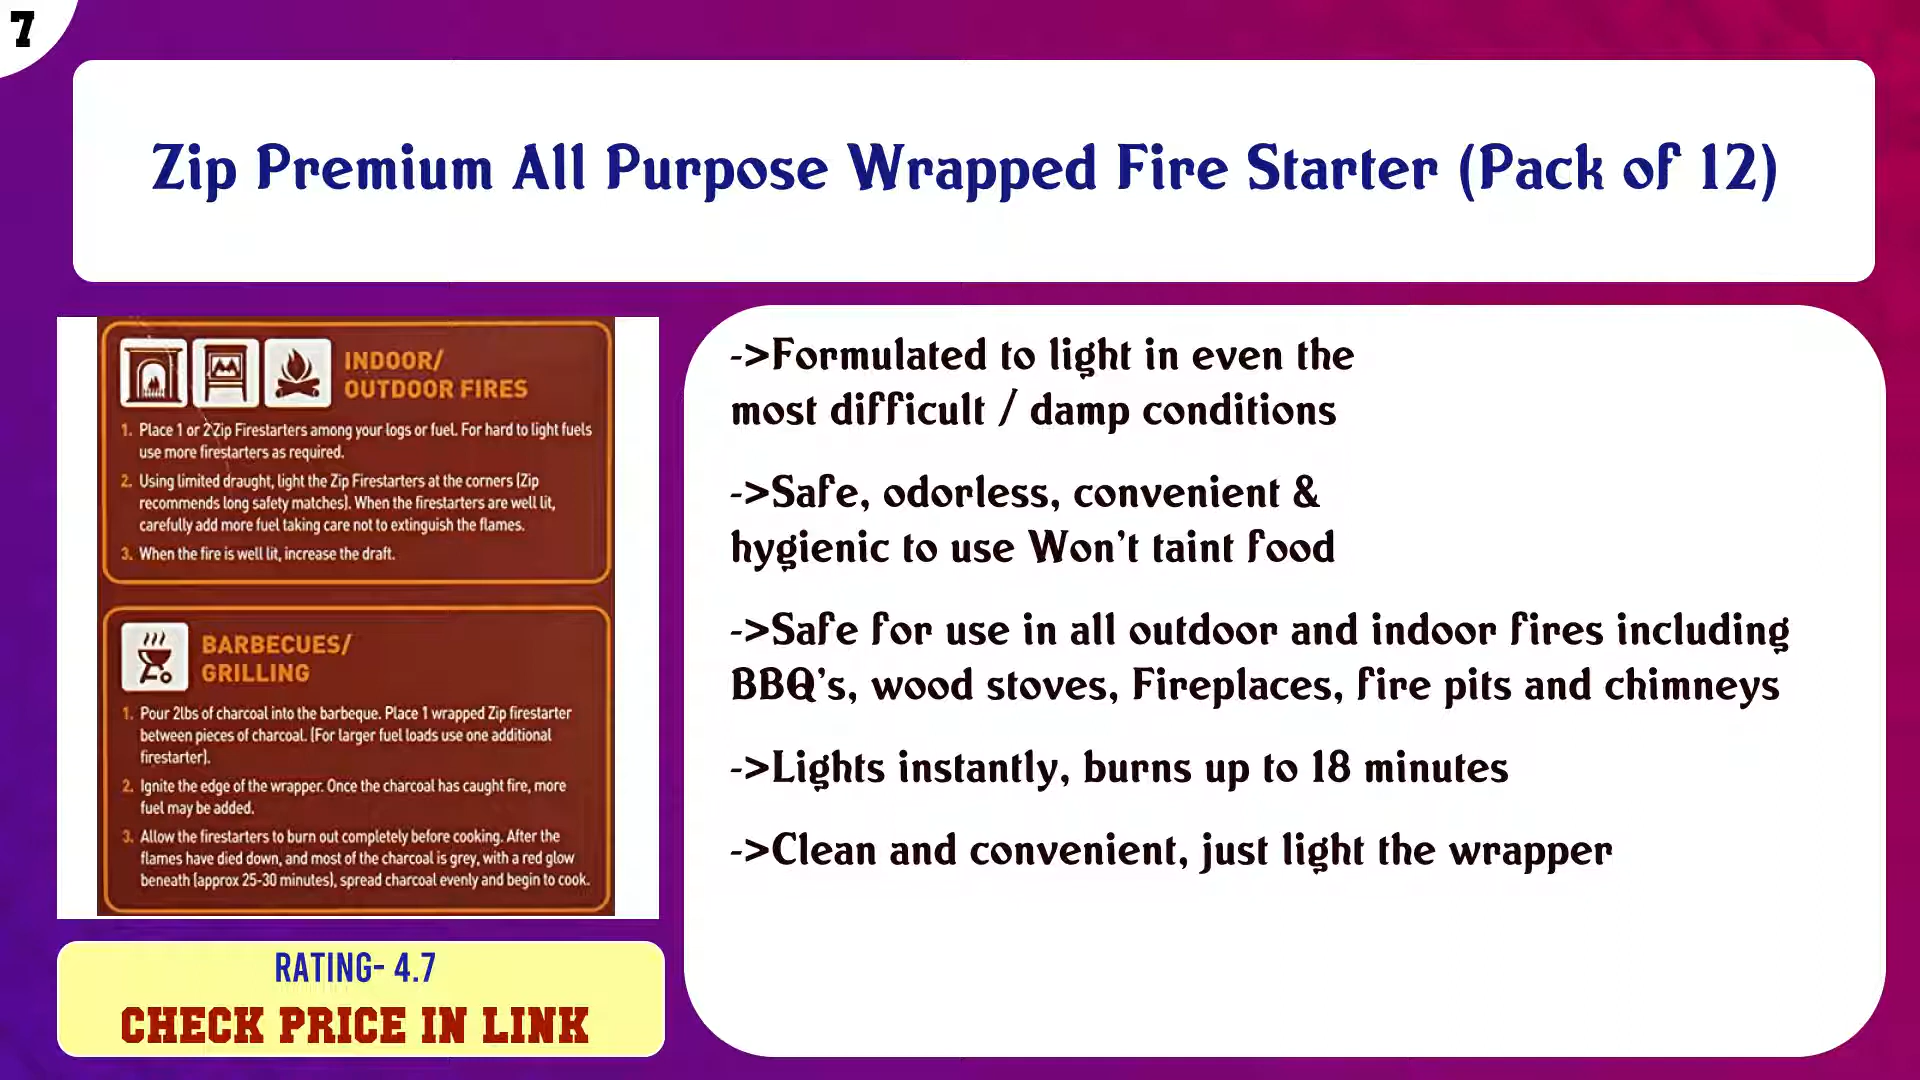 7
Zip Premium All Purpose Wrapped Fire Starter (Pack of 12)
INDOOR/
OUTDOOR FIRES
1. Place 1 or 2 Zip Firestarters among your logs or fuel. For hard to light fuels
use more firestarters as required.
2. Using limited draught, light the Zip Firestarters at the corners (Zip
recommends long safety matches). When the firestarters are well lit,
carefully add more fuel taking care not to extinguish the flames.
3. When the fire is well lit, increase the draft.
BARBECUES/
GRILLING
1. Pour 2lbs of charcoal into the barbeque. Place 1 wrapped Zip firestarter
between pieces of charcoal. (For larger fuel loads use one additional
firestarter).
2. Ignite the edge of the wrapper. Once the charcoal has caught fire, more
fuel may be added.
3. Allow the firestarters to burn out completely before cooking. After the
flames have died down, and most of the charcoal is grey, with a red glow
beneath (approx 25-30 minutes), spread charcoal evenly and begin to cook.
RATING- 4.7
CHECK PRICE IN LINK
->Formulated to light in even the
most difficult / damp conditions
->Safe, odorless, convenient &
hygienic to use Won't taint food
->Safe for use in all outdoor and indoor fires including
BBQ's, wood stoves, Fireplaces, fire pits and chimneys
->Lights instantly, burns up to 18 minutes
->Clean and convenient, just light the wrapper